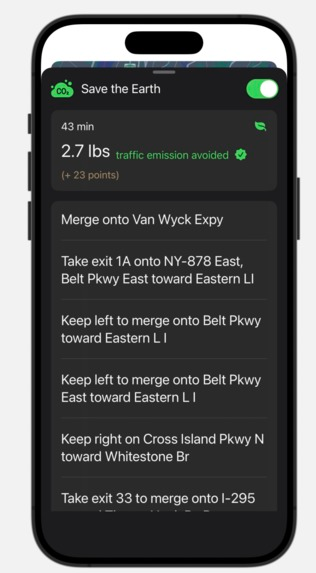 CO₂ Save the Earth
43 min
2.7 lbs traffic emission avoided
(+ 23 points)
Merge onto Van Wyck Expy
Take exit 1A onto NY-878 East,
Belt Pkwy East toward Eastern LI
Keep left to merge onto Belt Pkwy
toward Eastern L I
Keep left to merge onto Belt Pkwy
East toward Eastern L I
Keep right on Cross Island Pkwy N
toward Whitestone Br
Take exit 33 to merge onto I-295